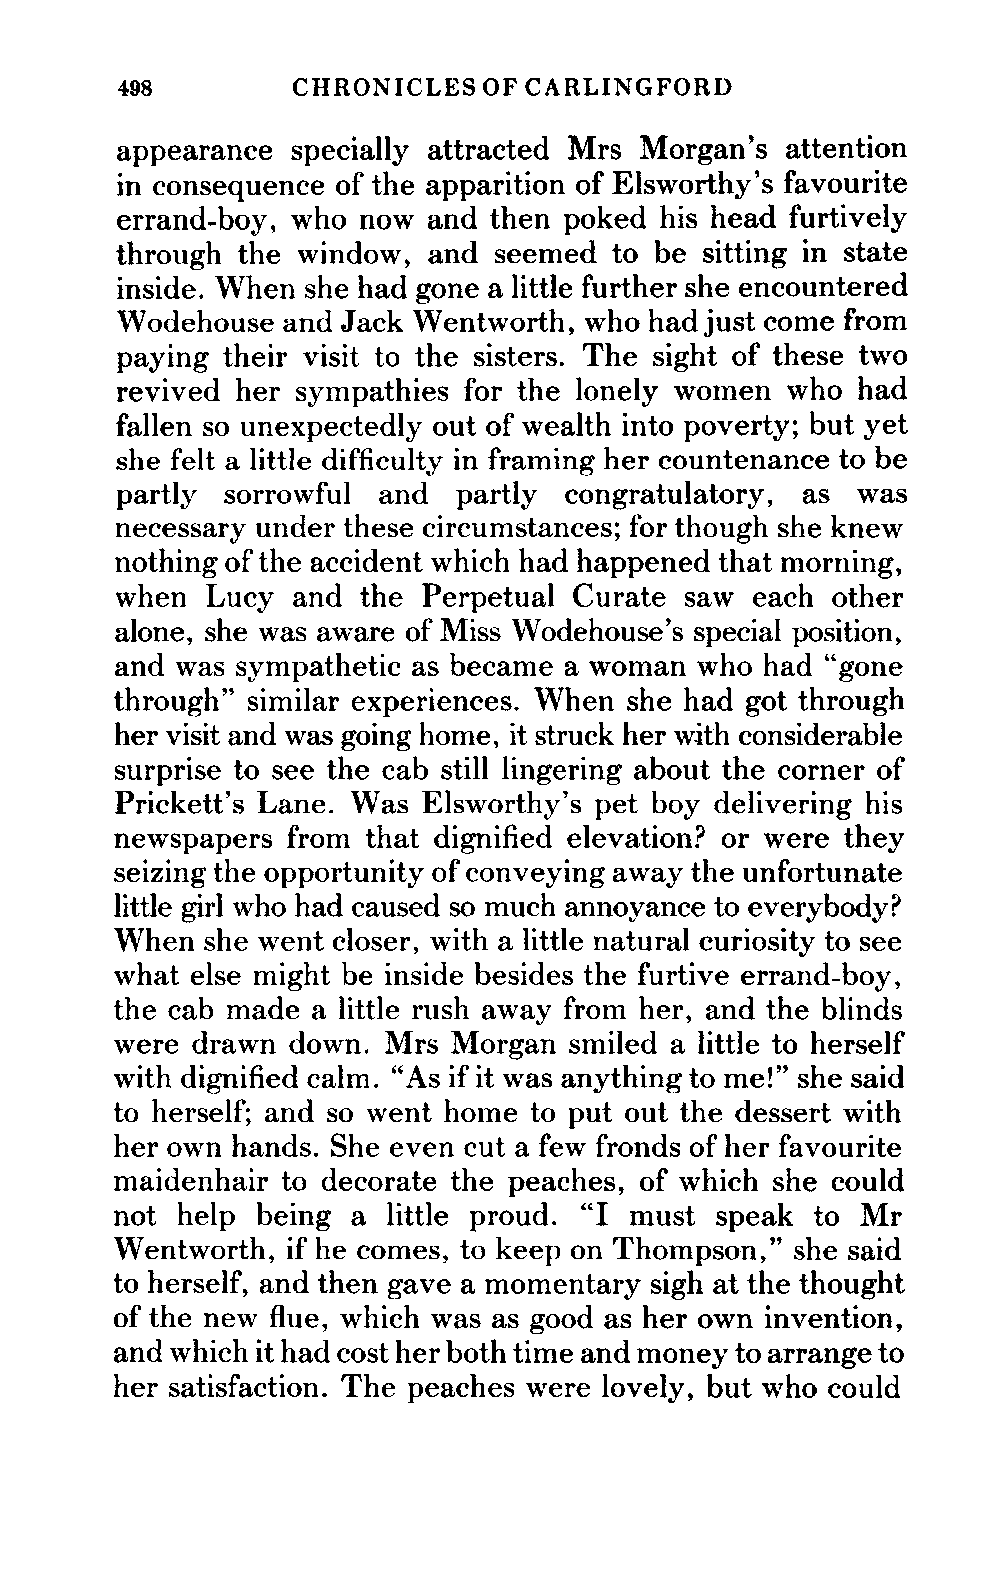 498 CHRONICLES OF CARLINGFORD
appearance specially attracted Mrs Morgan's attention
in consequence of the apparition of Elsworthy's favourite
errand-boy, who now and then poked his head furtively
through the window, and seemed to be sitting in state
inside. When she had gone a little further she encountered
Wodehouse and Jack Wentworth, who had just come from
paying their visit to the sisters. The sight of these two
revived her sympathies for the lonely women who had
fallen so unexpectedly out of wealth into poverty; but yet
she felt a little difficulty in framing her countenance to be
partly sorrowful and partly congratulatory, as was
necessary under these circumstances; for though she knew
nothing of the accident which had happened that morning,
when Lucy and the Perpetual Curate saw each other
alone, she was aware of Miss Wodehouse's special position,
and was sympathetic as became a woman who had “gone
through” similar experiences. When she had got through
her visit and was going home, it struck her with considerable
surprise to see the cab still lingering about the corner of
Prickett's Lane. Was Elsworthy's pet boy delivering his
newspapers from that dignified elevation? or were they
seizing the opportunity of conveying away the unfortunate
little girl who had caused so much annoyance to everybody?
When she went closer, with a little natural curiosity to see
what else might be inside besides the furtive errand-boy,
the cab made a little rush away from her, and the blinds
were drawn down. Mrs Morgan smiled a little to herself
with dignified calm. “As if it was anything to me!” she said
to herself; and so went home to put out the dessert with
her own hands. She even cut a few fronds of her favourite
maidenhair to decorate the peaches, of which she could
not help being a little proud. “I must speak to Mr
Wentworth, if he comes, to keep on Thompson,” she said
to herself, and then gave a momentary sigh at the thought
of the new flue, which was as good as her own invention,
and which it had cost her both time and money to arrange to
her satisfaction. The peaches were lovely, but who could